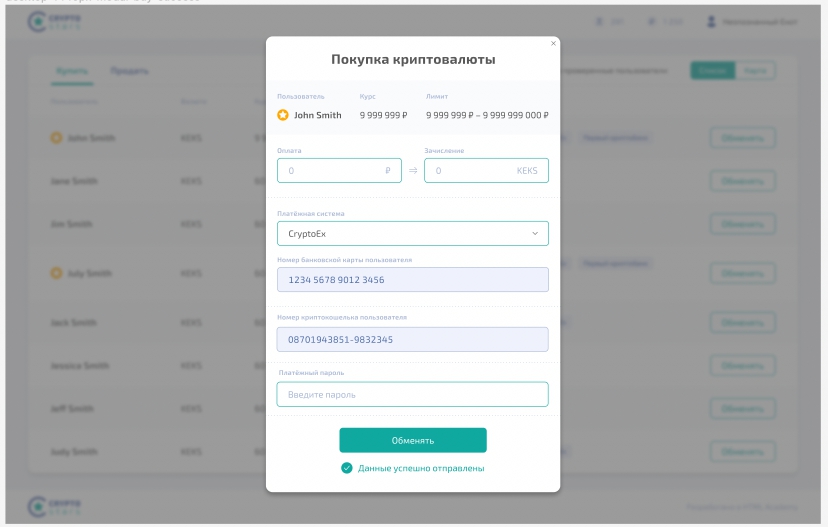 CRYPTO
STARS
Купить
Продать
Покупка криптовалюты
×
Пользователь Курс Лимит
John Smith 9 999 999 ₽ 9 999 999 ₽ – 9 999 999 000 ₽
Оплата Зачисление
0 ₽ ⇒ 0 KEKS
Платёжная система
CryptoEx
Номер банковской карты пользователя
1234 5678 9012 3456
Номер криптокошелька пользователя
08701943851-9832345
Платёжный пароль
Введите пароль
Обменять
Данные успешно отправлены
John Smith KEKS Обменять
Jane Smith KEKS Обменять
Jim Smith KEKS Обменять
July Smith KEKS Обменять
Jack Smith KEKS Обменять
Jessica Smith KEKS Обменять
Jeff Smith KEKS Обменять
Judy Smith KEKS Обменять
CRYPTO
STARS